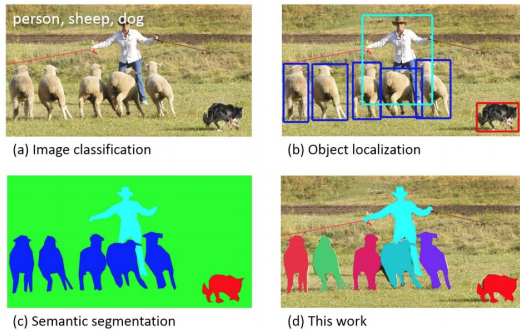 person, sheep, dog
(a) Image classification
(b) Object localization
(c) Semantic segmentation
(d) This work